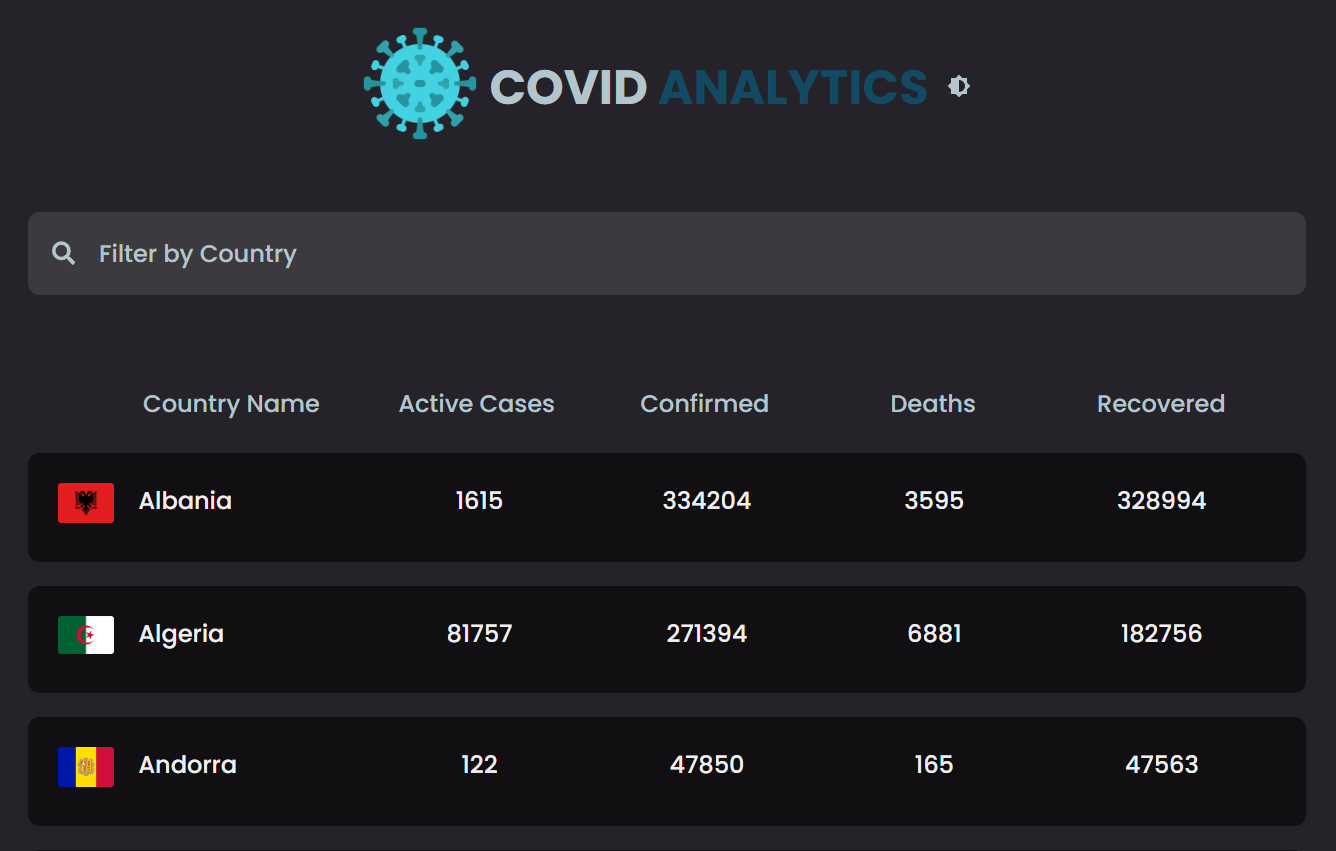 COVID ANALYTICS
Filter by Country
Country Name Active Cases Confirmed Deaths Recovered
Albania 1615 334204 3595 328994
Algeria 81757 271394 6881 182756
Andorra 122 47850 165 47563